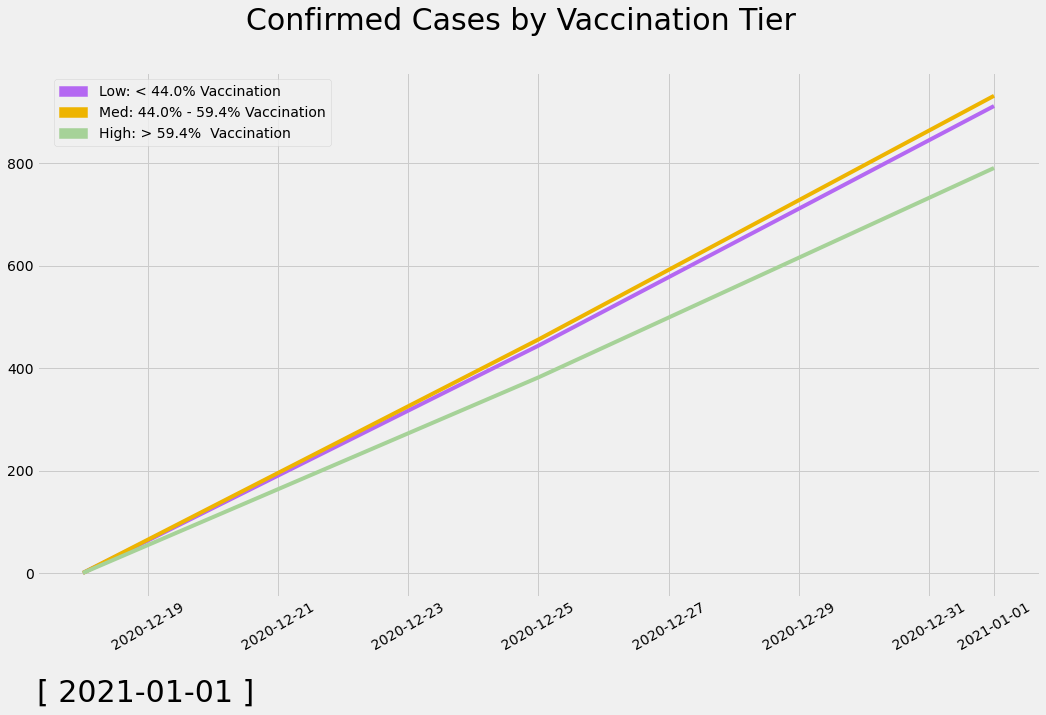 Confirmed Cases by Vaccination Tier
Low: < 44.0% Vaccination
Med: 44.0% - 59.4% Vaccination
High: > 59.4%  Vaccination
800
600
400
200
0
2020-12-19
2020-12-21
2020-12-23
2020-12-25
2020-12-27
2020-12-29
2020-12-31
2021-01-01
[ 2021-01-01 ]